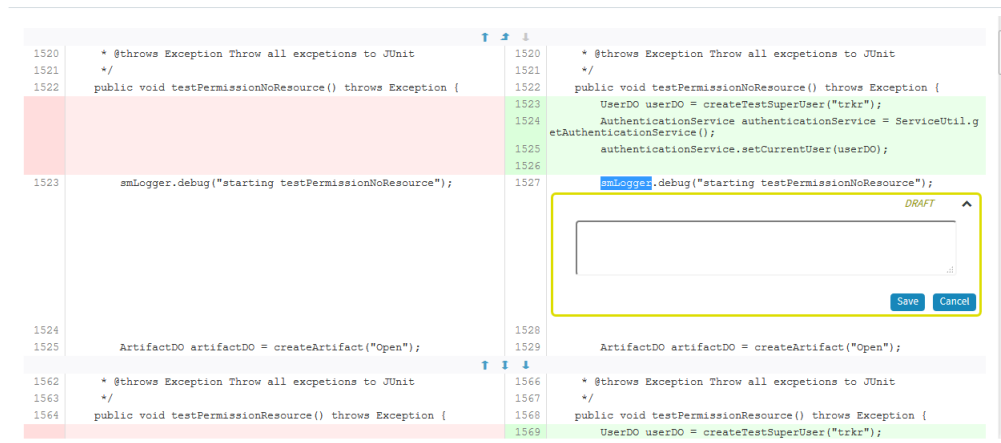 1520 * @throws Exception Throw all excpetions to JUnit 1520 * @throws Exception Throw all excpetions to JUnit
1521 */ 1521 */
1522 public void testPermissionNoResource() throws Exception { 1522 public void testPermissionNoResource() throws Exception {
1523 UserDO userDO = createTestSuperUser("trkr");
1524 AuthenticationService authenticationService = ServiceUtil.g
etAuthenticationService();
1525 authenticationService.setCurrentUser(userDO);
1526
1523 smLogger.debug("starting testPermissionNoResource"); 1527 smLogger.debug("starting testPermissionNoResource");
DRAFT
Save Cancel
1524 1528
1525 ArtifactDO artifactDO = createArtifact("Open"); 1529 ArtifactDO artifactDO = createArtifact("Open");
1562 * @throws Exception Throw all excpetions to JUnit 1566 * @throws Exception Throw all excpetions to JUnit
1563 */ 1567 */
1564 public void testPermissionResource() throws Exception { 1568 public void testPermissionResource() throws Exception {
1569 UserDO userDO = createTestSuperUser("trkr");